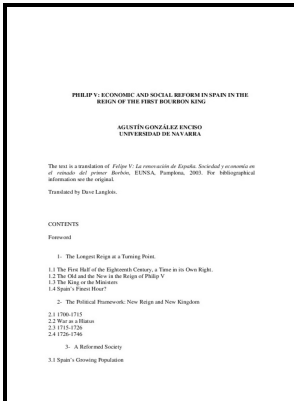 PHILIP V: ECONOMIC AND SOCIAL REFORM IN SPAIN IN THE
REIGN OF THE FIRST BOURBON KING
AGUSTÍN GONZÁLEZ ENCISO
UNIVERSIDAD DE NAVARRA
The text is a translation of Felipe V: La renovación de España. Sociedad y economía en
el reinado del primer Borbón, EUNSA, Pamplona, 2003. For bibliographical
information see the original.
Translated by Dave Langlois.
CONTENTS
Foreword
1- The Longest Reign at a Turning Point.
1.1 The First Half of the Eighteenth Century, a Time in its Own Right.
1.2 The Old and the New in the Reign of Philip V
1.3 The King or the Ministers
1.4 Spain's Finest Hour?
2- The Political Framework: New Reign and New Kingdom
2.1 1700-1715
2.2 War as a Hiatus
2.3 1715-1726
2.4 1726-1746
3- A Reformed Society
3.1 Spain's Growing Population